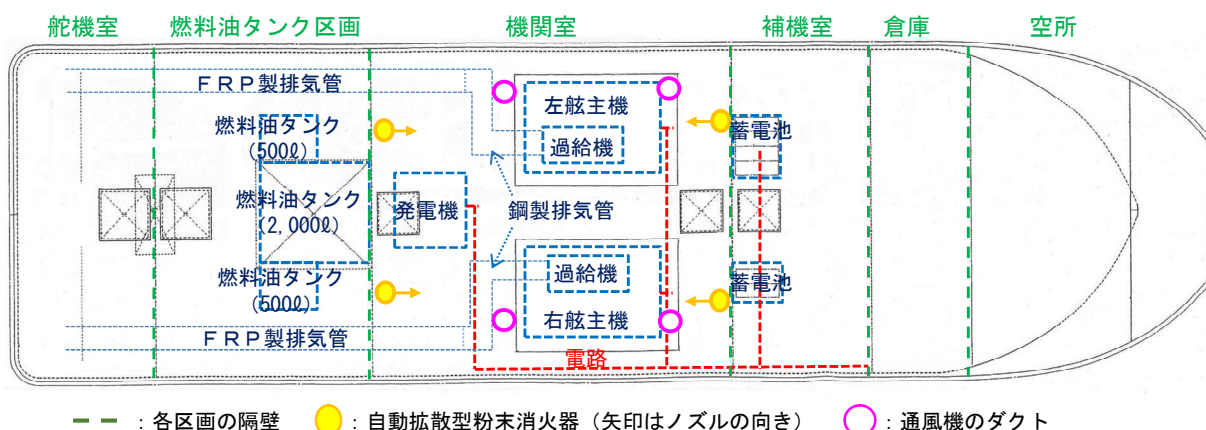 舵機室 燃料油タンク区画 機関室 補機室 倉庫 空所
FRP製排気管
左舷主機
過給機
燃料油タンク
(500ℓ)
蓄電池
燃料油タンク
(2,000ℓ)
発電機
鋼製排気管
燃料油タンク
(500ℓ)
過給機
蓄電池
右舷主機
FRP製排気管
電路
:各区画の隔壁 :自動拡散型粉末消火器(矢印はノズルの向き) :通風機のダクト